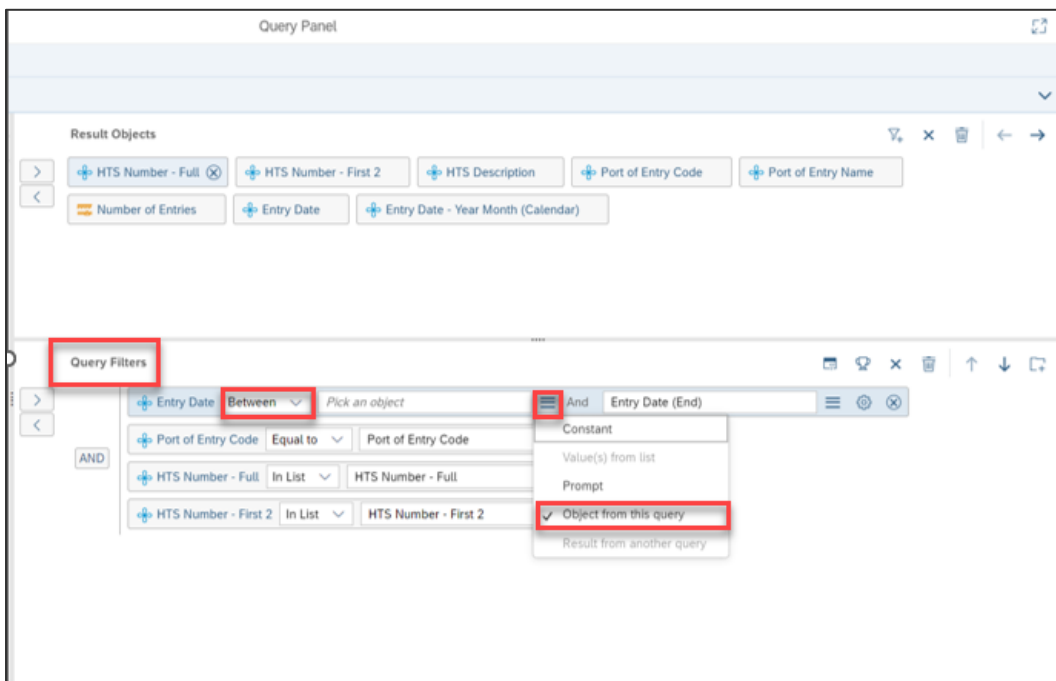 Query Panel
Result Objects
HTS Number - Full HTS Number - First 2 HTS Description Port of Entry Code Port of Entry Name
Number of Entries Entry Date Entry Date - Year Month (Calendar)
Query Filters
Entry Date Between Pick an object And Entry Date (End)
Constant
Port of Entry Code Equal to Port of Entry Code
AND
Value(s) from list
HTS Number - Full In List HTS Number - Full
Prompt
HTS Number - First 2 In List HTS Number - First 2
Object from this query
Result from another query